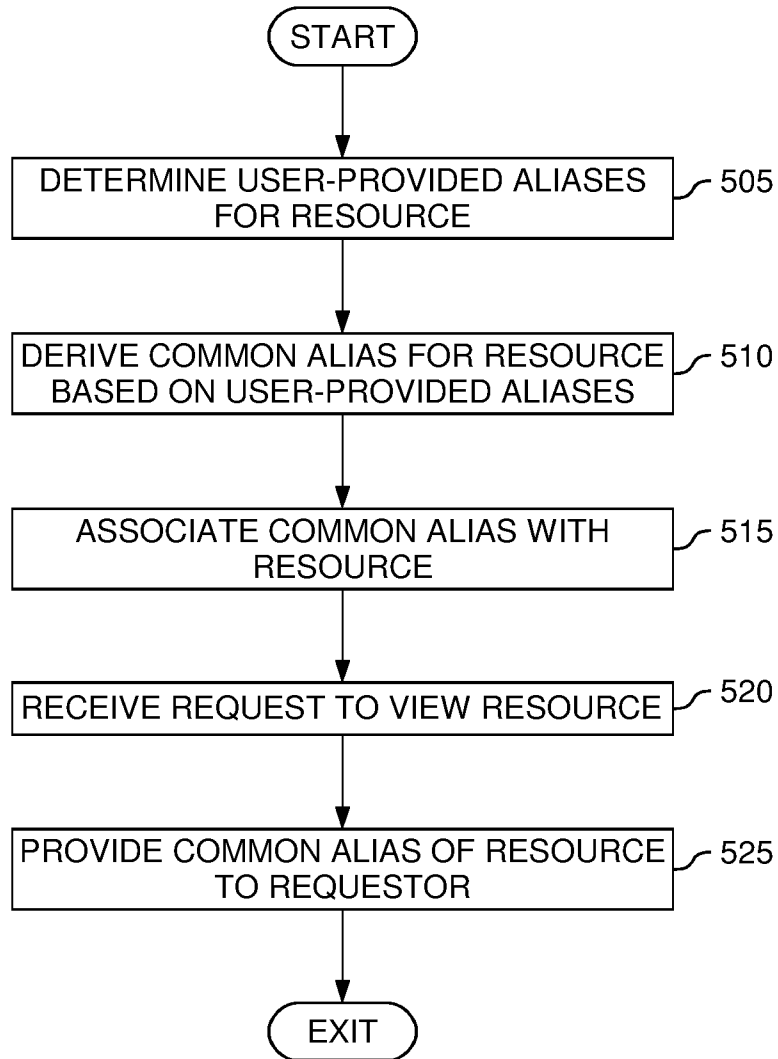 START
DETERMINE USER-PROVIDED ALIASES
FOR RESOURCE
505
DERIVE COMMON ALIAS FOR RESOURCE
BASED ON USER-PROVIDED ALIASES
510
ASSOCIATE COMMON ALIAS WITH
RESOURCE
515
RECEIVE REQUEST TO VIEW RESOURCE
520
PROVIDE COMMON ALIAS OF RESOURCE
TO REQUESTOR
525
EXIT